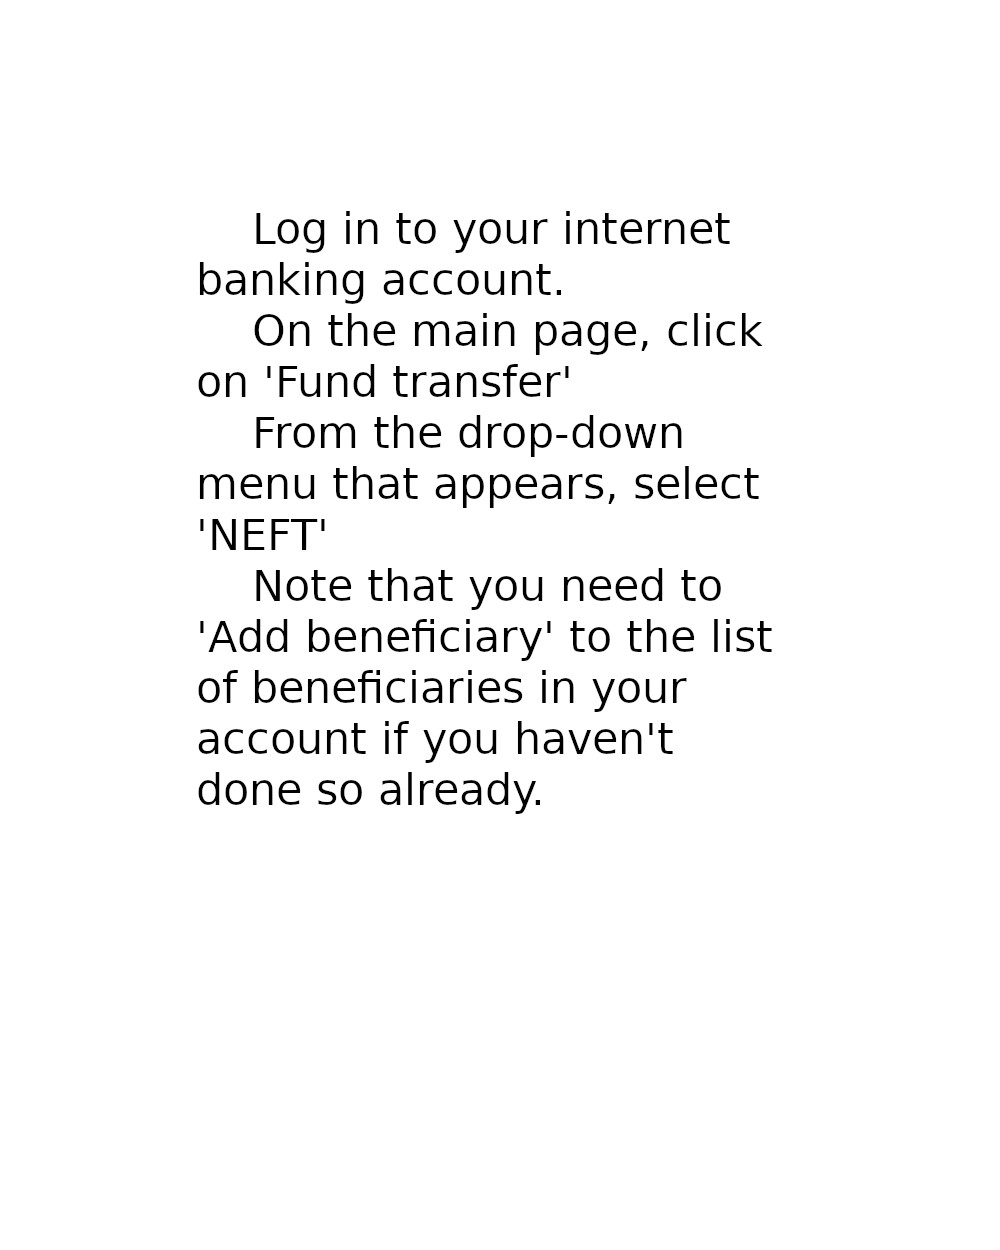 Log in to your internet
banking account.
On the main page, click
on 'Fund transfer'
From the drop-down
menu that appears, select
'NEFT'
Note that you need to
'Add beneficiary' to the list
of beneficiaries in your
account if you haven't
done so already.